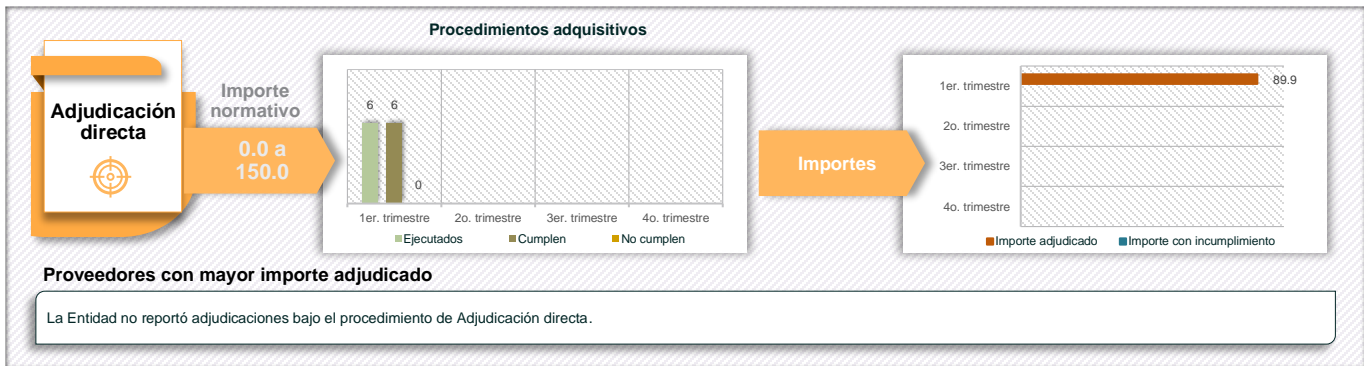 Procedimientos adquisitivos
Adjudicación
directa
Importe
normativo
0.0 a
150.0
6 6
0
1er. trimestre 2o. trimestre 3er. trimestre 4o. trimestre
Ejecutados Cumplen No cumplen
Importes
1er. trimestre 89.9
2o. trimestre
3er. trimestre
4o. trimestre
Importe adjudicado Importe con incumplimiento
Proveedores con mayor importe adjudicado
La Entidad no reportó adjudicaciones bajo el procedimiento de Adjudicación directa.